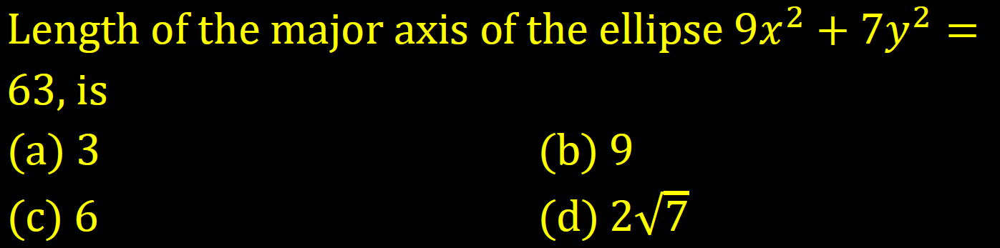 Length of the major axis of the ellipse 9x² + 7y² =
63, is
(a) 3 (b) 9
(c) 6 (d) 2√7